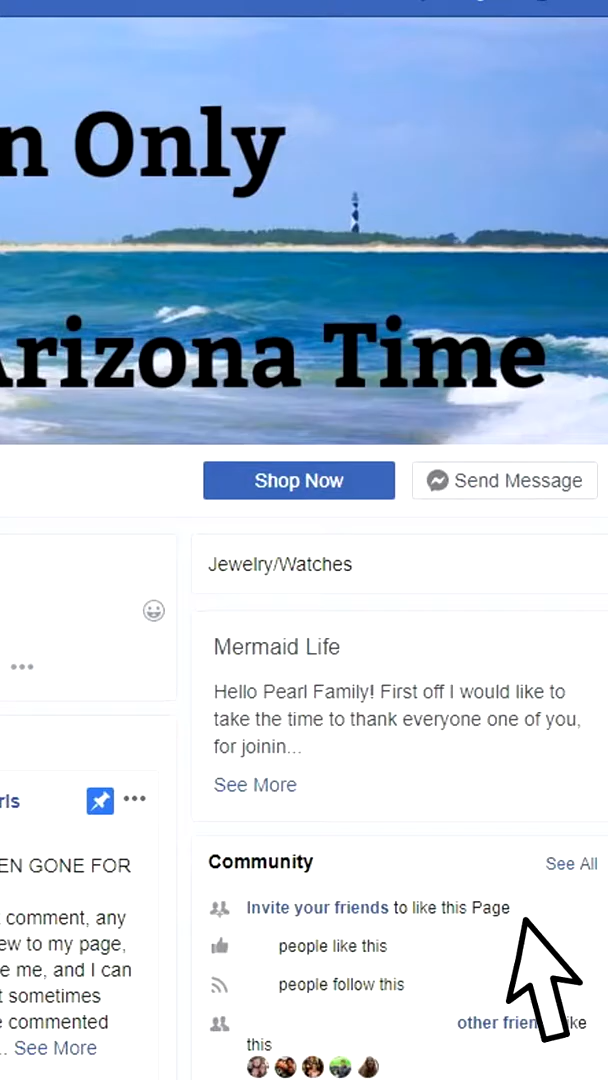 n Only
Arizona Time
Shop Now
Send Message
Jewelry/Watches
Mermaid Life
Hello Pearl Family! First off I would like to
take the time to thank everyone one of you,
for joinin...
See More
rls
EN GONE FOR
comment, any
ew to my page,
e me, and I can
t sometimes
e commented
.. See More
Community
See All
Invite your friends to like this Page
people like this
people follow this
other frien ike
this